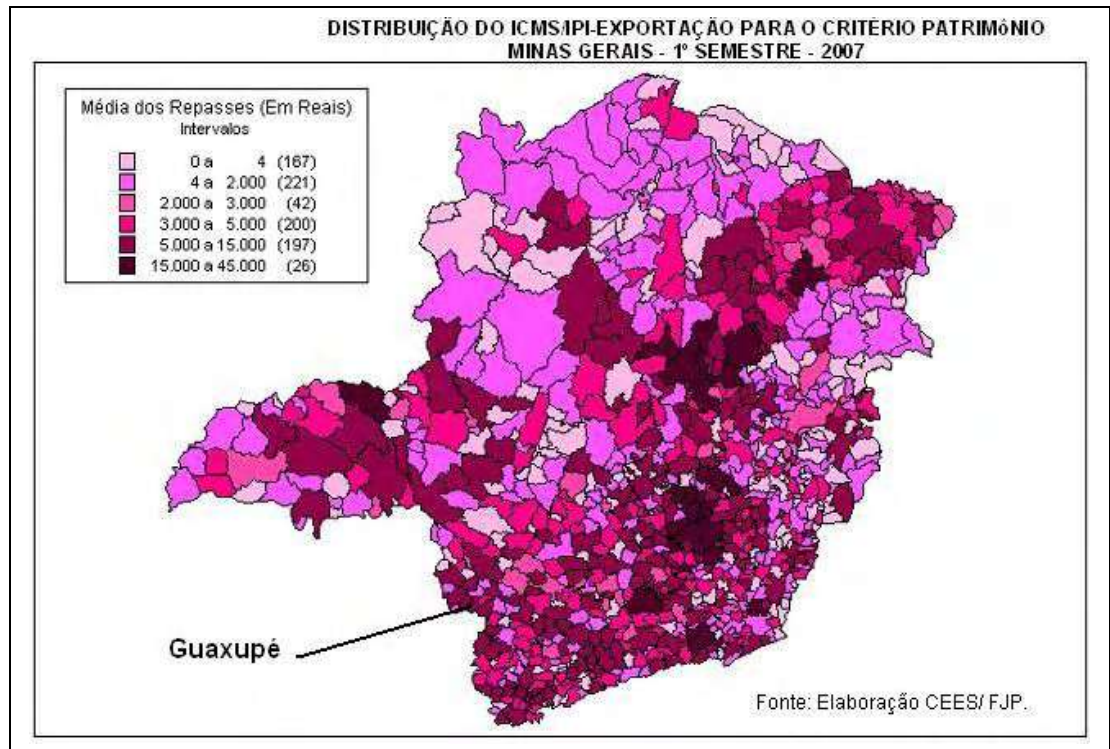 DISTRIBUIÇÃO DO ICMS/IPI-EXPORTAÇÃO PARA O CRITÉRIO PATRIMôNIO
MINAS GERAIS - 1º SEMESTRE - 2007
Média dos Repasses (Em Reais)
Intervalos
0 a 4 (167)
4 a 2.000 (221)
2.000 a 3.000 (42)
3.000 a 5.000 (200)
5.000 a 15.000 (197)
15.000 a 45.000 (26)
Guaxupé
Fonte: Elaboração CEES/ FJP.